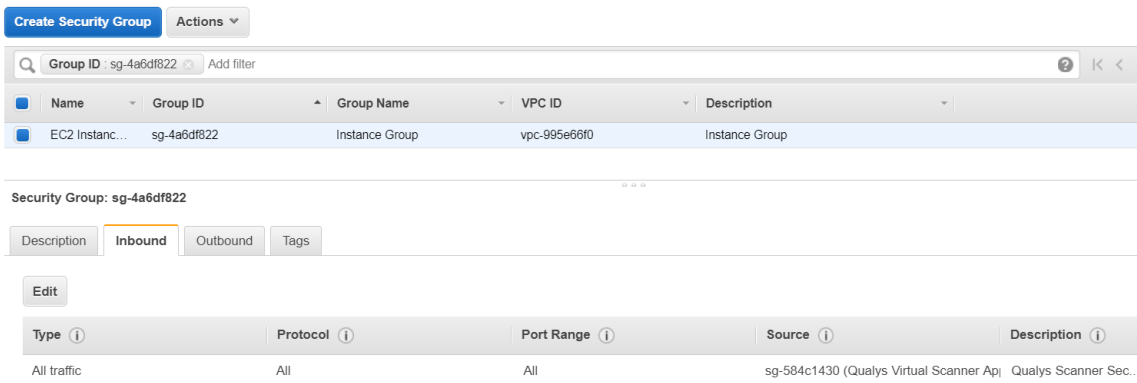 Create Security Group Actions
Group ID : sg-4a6df822 Add filter
Name Group ID Group Name VPC ID Description
EC2 Instanc... sg-4a6df822 Instance Group vpc-995e66f0 Instance Group
Security Group: sg-4a6df822
Description Inbound Outbound Tags
Edit
Type Protocol Port Range Source Description
All traffic All All sg-584c1430 (Qualys Virtual Scanner Ap Qualys Scanner Sec...